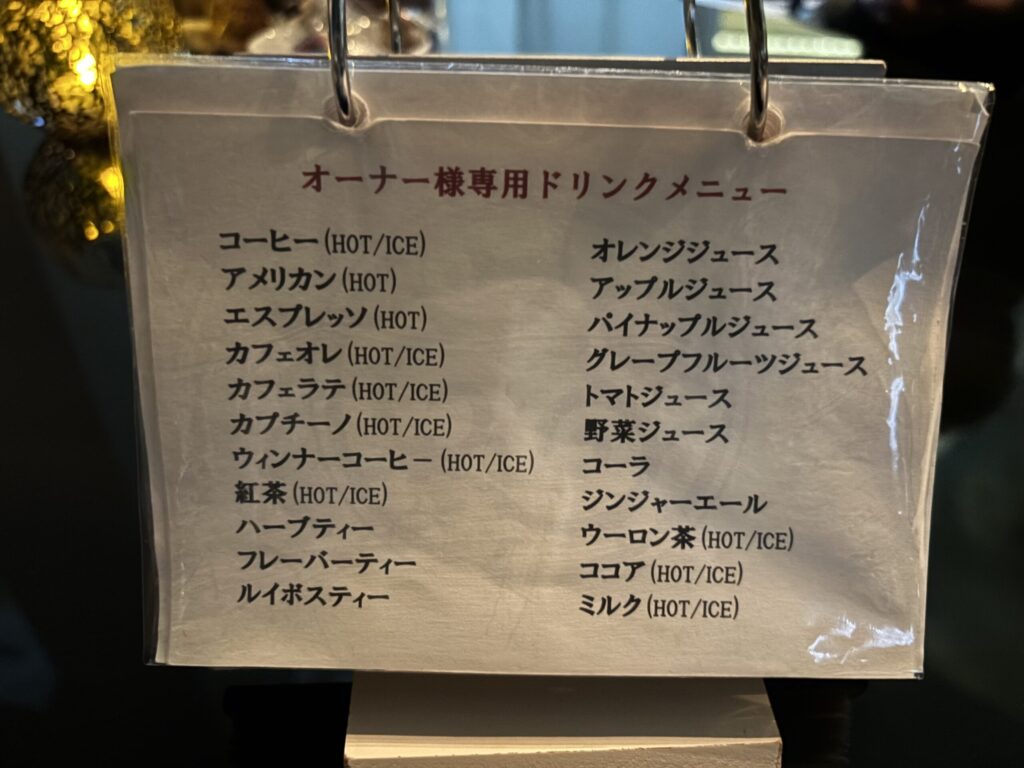 オーナー様専用ドリンクメニュー
コーヒー(HOT/ICE)
アメリカン(HOT)
エスプレッソ(HOT)
カフェオレ(HOT/ICE)
カフェラテ(HOT/ICE)
カプチーノ(HOT/ICE)
ウィンナーコーヒー(HOT/ICE)
紅茶(HOT/ICE)
ハーブティー
フレーバーティー
ルイボスティー
オレンジジュース
アップルジュース
パイナップルジュース
グレープフルーツジュース
トマトジュース
野菜ジュース
コーラ
ジンジャーエール
ウーロン茶(HOT/ICE)
ココア(HOT/ICE)
ミルク(HOT/ICE)